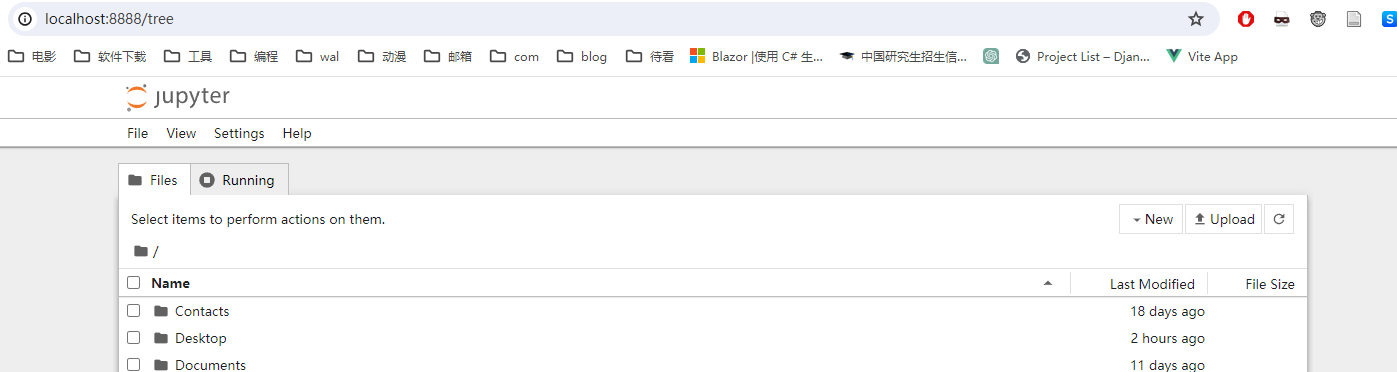 localhost:8888/tree
电影 软件下载 工具 编程 wal 动漫 邮箱 com blog 待看 Blazor |使用 C# 生... 中国研究生招生信... Project List – Djan... Vite App
jupyter
File View Settings Help
Files Running
Select items to perform actions on them. New Upload
/
Name Last Modified File Size
Contacts 18 days ago
Desktop 2 hours ago
Documents 11 days ago